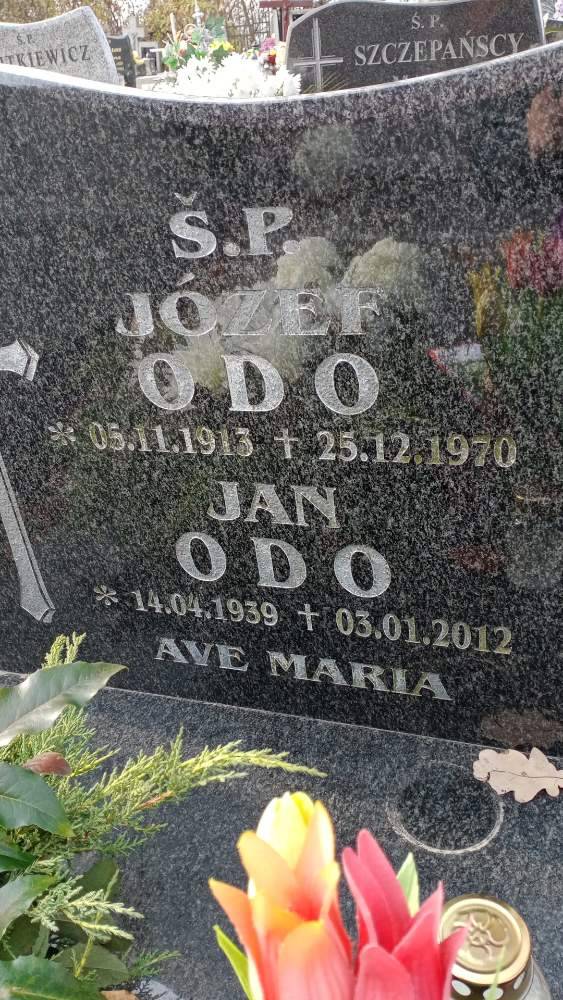 Ś.P.
SZCZEPAŃSCY
Ś.P.
JÓZEF
ODO
* 05.11.1913 † 25.12.1970
JAN
ODO
* 14.04.1939 † 03.01.2012
AVE MARIA